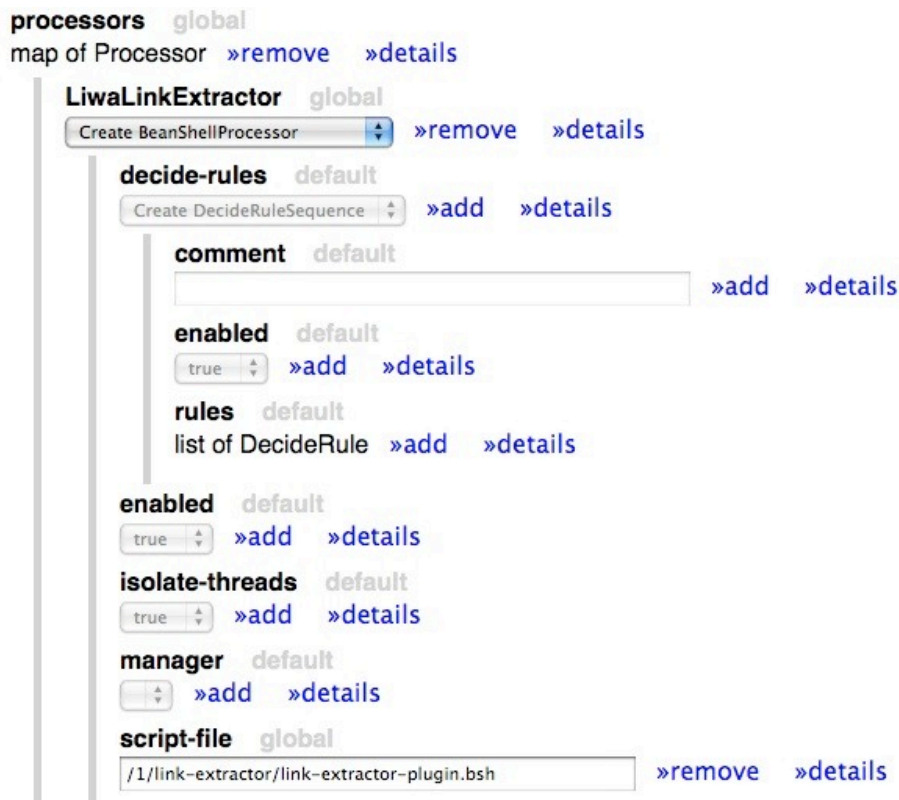 processors global
map of Processor »remove »details
LiwaLinkExtractor global
Create BeanShellProcessor »remove »details
decide-rules default
Create DecideRuleSequence »add »details
comment default
»add »details
enabled default
true »add »details
rules default
list of DecideRule »add »details
enabled default
true »add »details
isolate-threads default
true »add »details
manager default
»add »details
script-file global
/1/link-extractor/link-extractor-plugin.bsh »remove »details